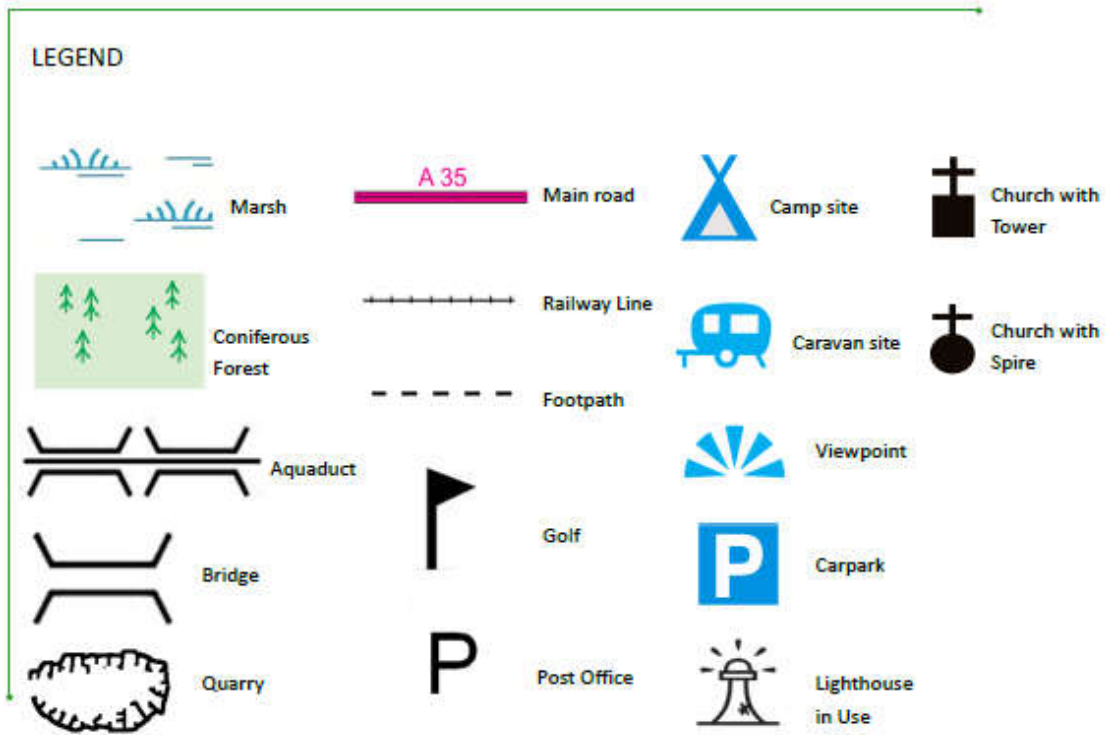 LEGEND
Marsh
Coniferous
Forest
Aquaduct
Bridge
Quarry
A 35
Main road
Railway Line
Footpath
Golf
P
Post Office
Camp site
Caravan site
Viewpoint
P
Carpark
Lighthouse
in Use
Church with
Tower
Church with
Spire